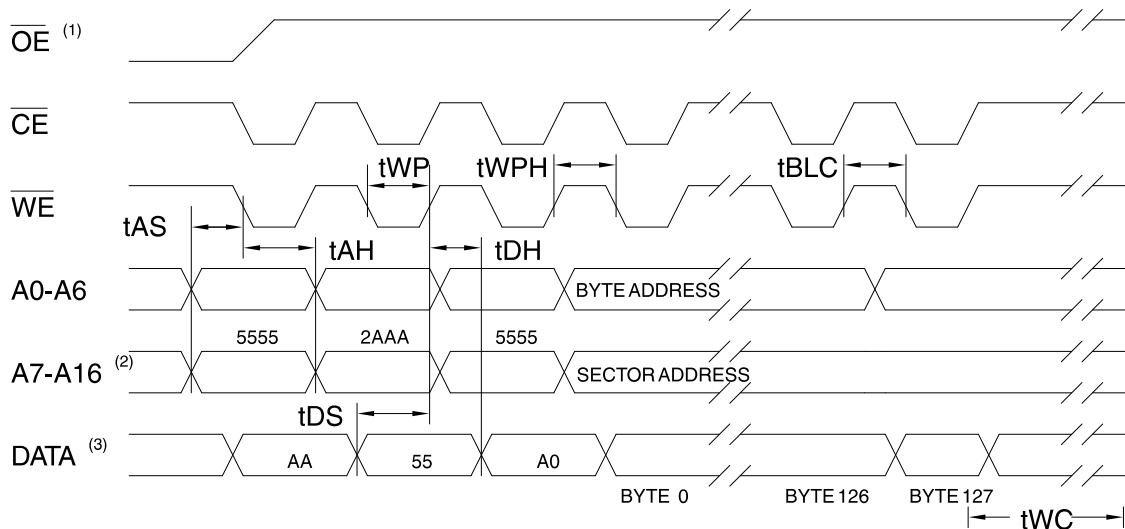 OE (1)
CE
tWP tWPH tBLC
WE
tAS
tAH tDH
A0-A6 BYTE ADDRESS
5555 2AAA 5555
A7-A16 (2) SECTOR ADDRESS
tDS
DATA (3) AA 55 A0
BYTE 0 BYTE 126 BYTE 127
tWC